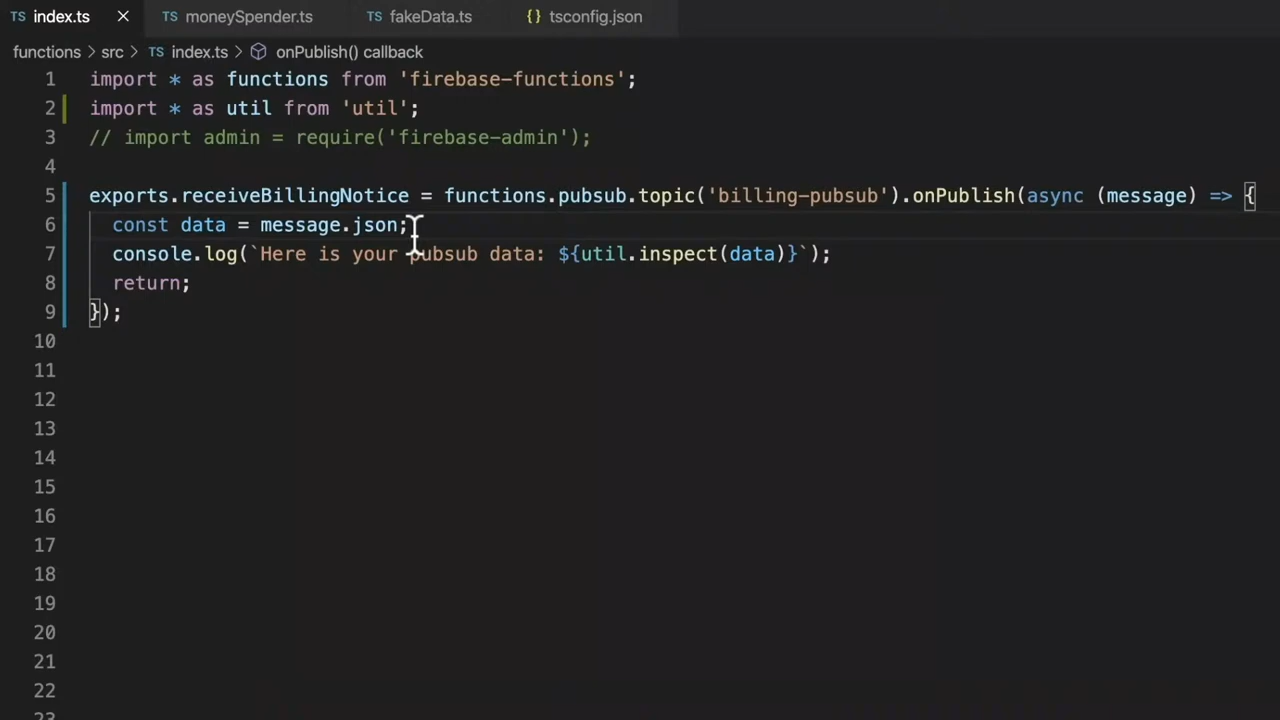 index.ts moneySpender.ts fakeData.ts {} tsconfig.json
functions > src > TS index.ts > onPublish() callback
1 import * as functions from 'firebase-functions';
2 import * as util from 'util';
3 // import admin = require('firebase-admin');
4
5 exports.receiveBillingNotice = functions.pubsub.topic('billing-pubsub').onPublish(async (message) => {
6 const data = message.json;
7 console.log(`Here is your pubsub data: ${util.inspect(data)}`);
8 return;
9 });
10
11
12
13
14
15
16
17
18
19
20
21
22
23